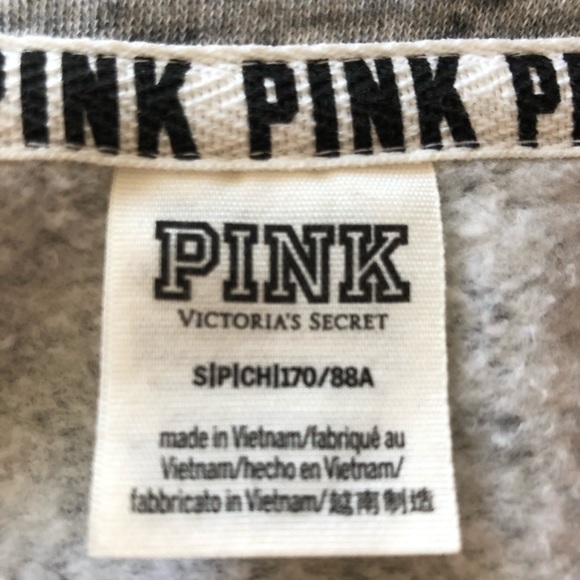 PINK PINK PI
PINK
VICTORIA'S SECRET
S|P|CH|170/88A
made in Vietnam/fabriqué au
Vietnam/hecho en Vietnam/
fabbricato in Vietnam/越南制造